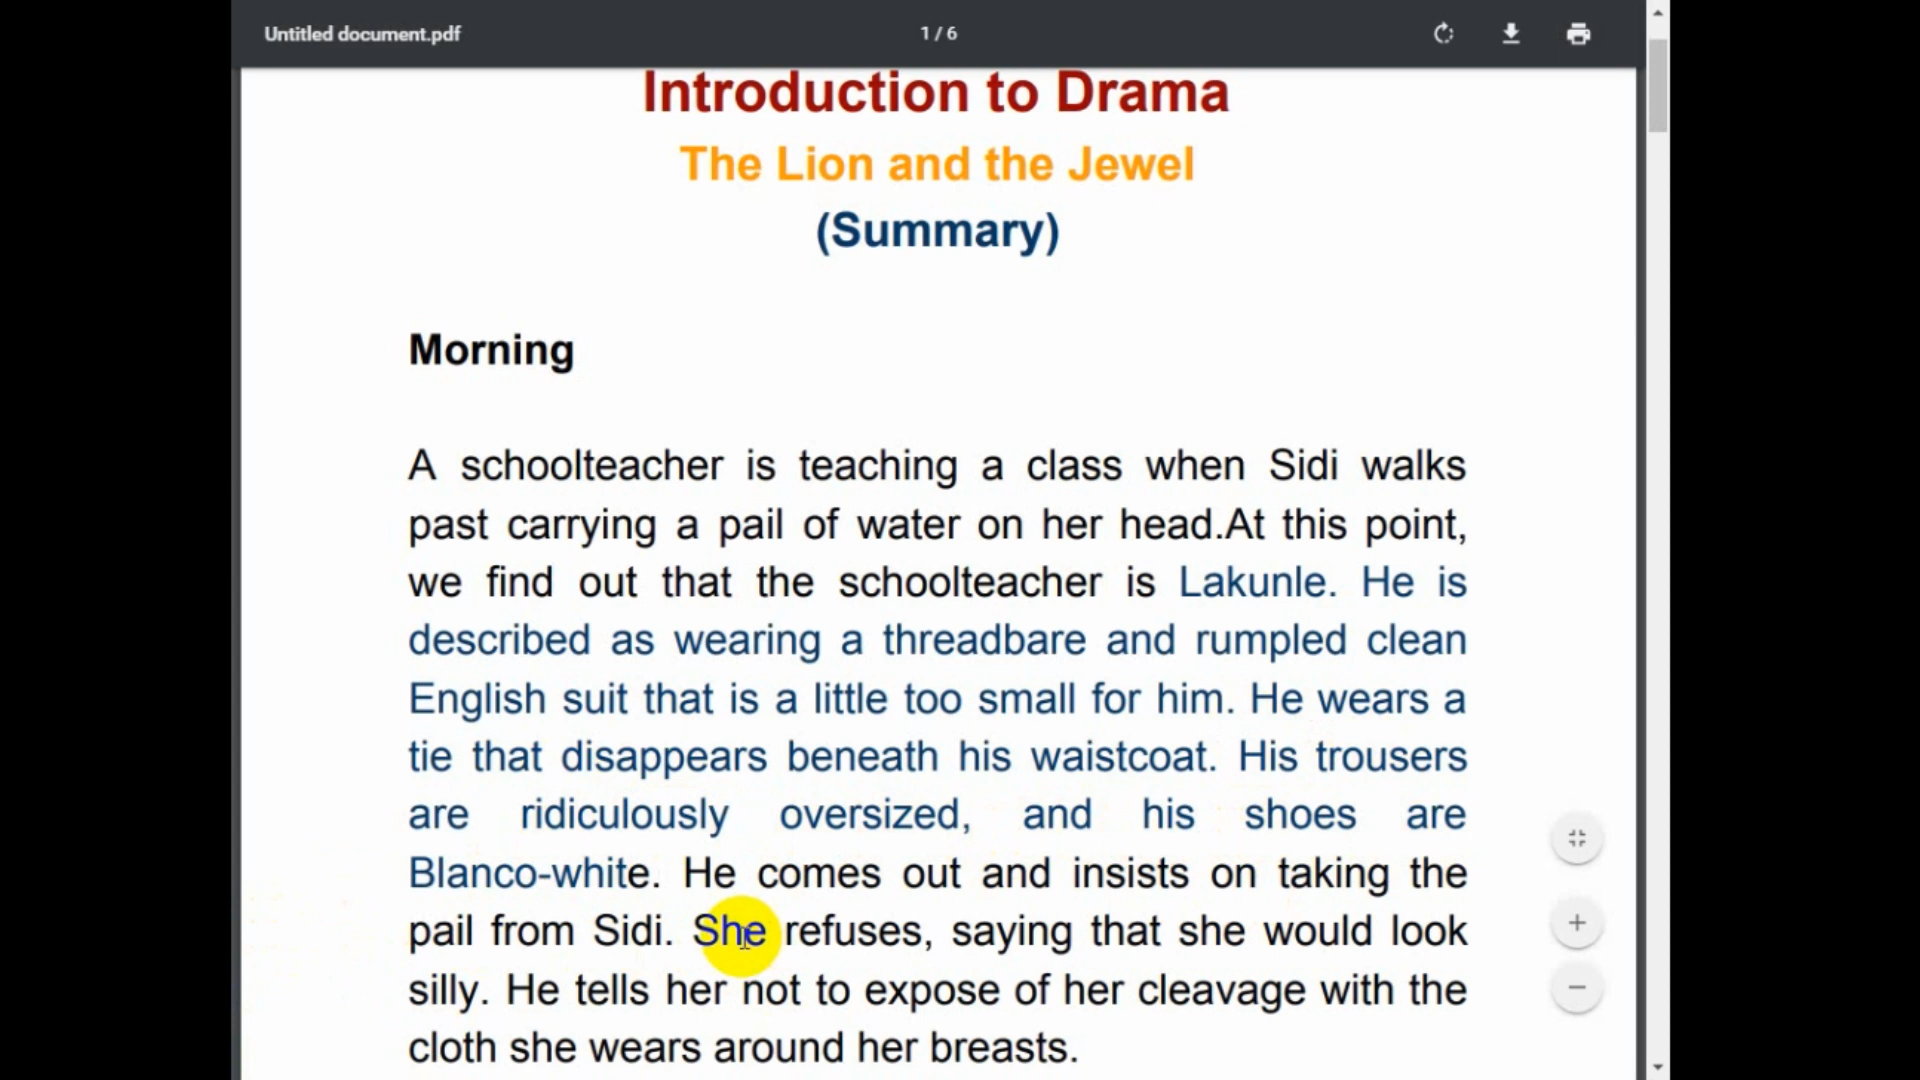 Untitled document.pdf
1 / 6
Introduction to Drama
The Lion and the Jewel
(Summary)
Morning
A schoolteacher is teaching a class when Sidi walks
past carrying a pail of water on her head.At this point,
we find out that the schoolteacher is Lakunle. He is
described as wearing a threadbare and rumpled clean
English suit that is a little too small for him. He wears a
tie that disappears beneath his waistcoat. His trousers
are ridiculously oversized, and his shoes are
Blanco-white. He comes out and insists on taking the
pail from Sidi. She refuses, saying that she would look
silly. He tells her not to expose of her cleavage with the
cloth she wears around her breasts.